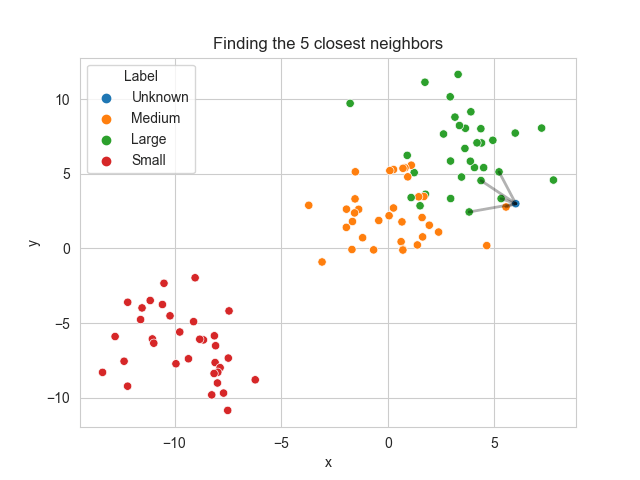 Finding the 5 closest neighbors
Label
Unknown
Medium
Large
Small
10
5
0
−5
−10
y
−10
−5
0
5
x